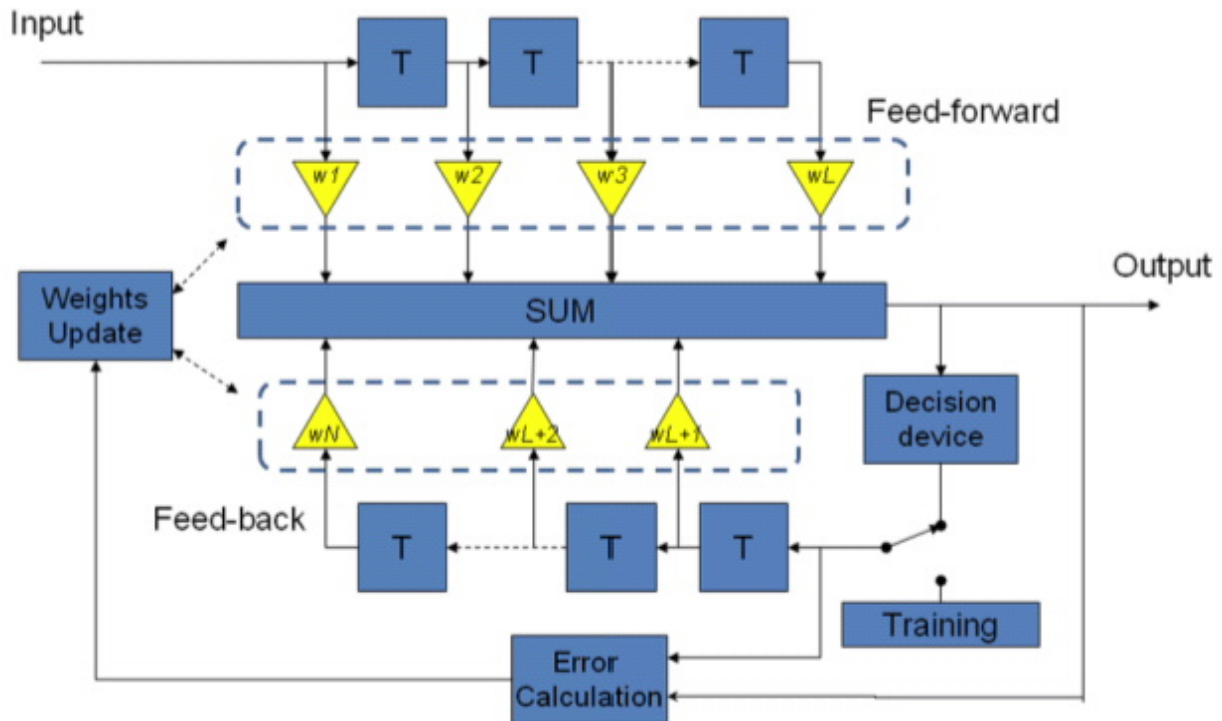 Input
T
T
T
Feed-forward
w1
w2
w3
wL
Output
Weights
Update
SUM
Decision
device
wN
wL+2
wL+1
Feed-back
T
T
T
Training
Error
Calculation